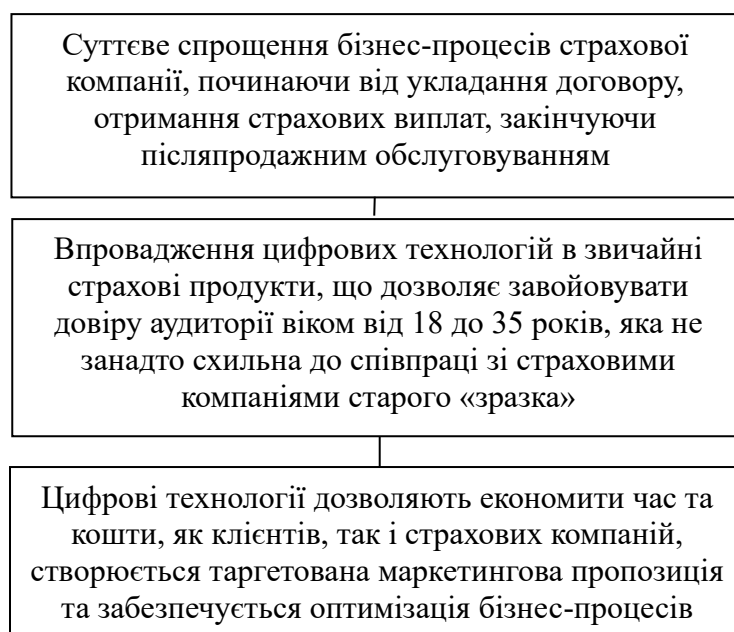 Суттєве спрощення бізнес-процесів страхової
компанії, починаючи від укладання договору,
отримання страхових виплат, закінчуючи
післяпродажним обслуговуванням
Впровадження цифрових технологій в звичайні
страхові продукти, що дозволяє завойовувати
довіру аудиторії віком від 18 до 35 років, яка не
занадто схильна до співпраці зі страховими
компаніями старого «зразка»
Цифрові технології дозволяють економити час та
кошти, як клієнтів, так і страхових компаній,
створюється таргетована маркетингова пропозиція
та забезпечується оптимізація бізнес-процесів